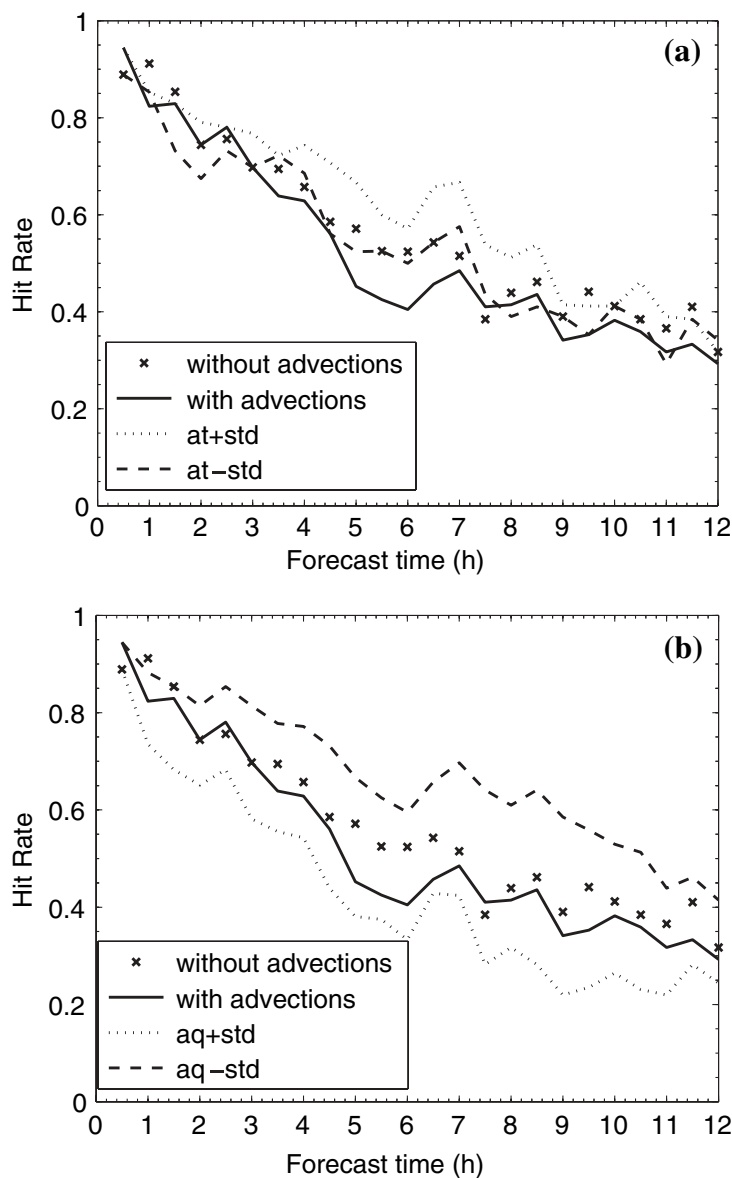 (a)
1
0.8
0.6
0.4
0.2
0
Hit Rate
without advections
with advections
at+std
at−std
0 1 2 3 4 5 6 7 8 9 10 11 12
Forecast time (h)
(b)
1
0.8
0.6
0.4
0.2
0
Hit Rate
without advections
with advections
aq+std
aq−std
0 1 2 3 4 5 6 7 8 9 10 11 12
Forecast time (h)